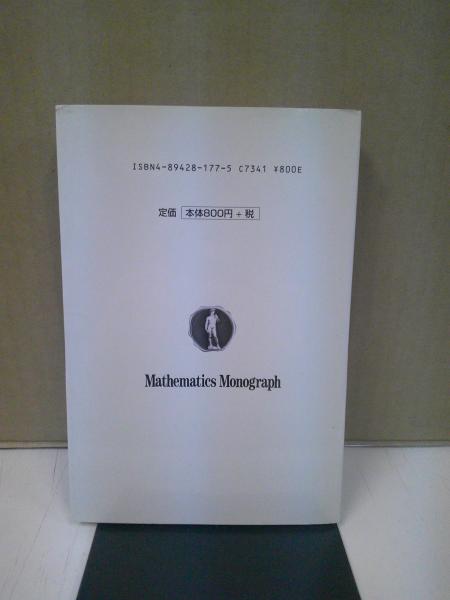 ISBN4-89428-177-5 C7341 ¥800E
定価 本体800円+税
Mathematics Monograph